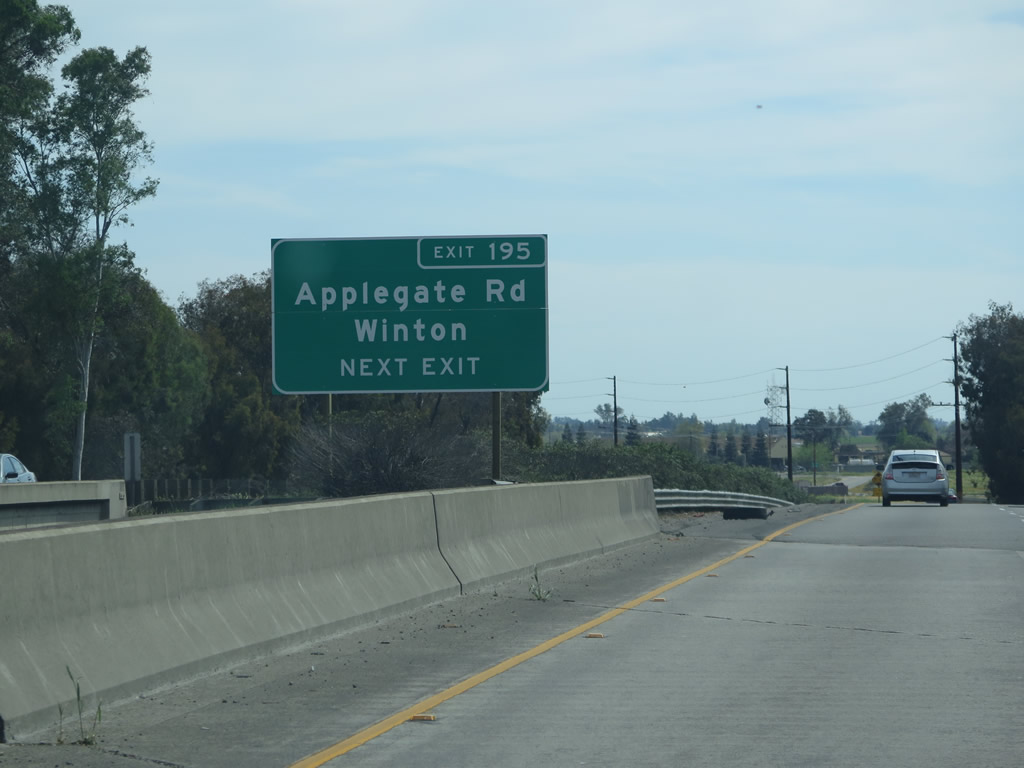 EXIT 195
Applegate Rd
Winton
NEXT EXIT